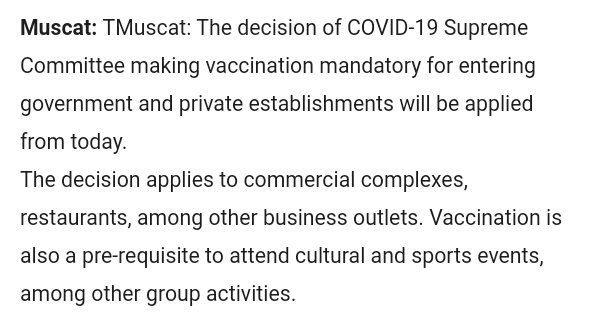 Muscat: TMuscat: The decision of COVID-19 Supreme
Committee making vaccination mandatory for entering
government and private establishments will be applied
from today.
The decision applies to commercial complexes,
restaurants, among other business outlets. Vaccination is
also a pre-requisite to attend cultural and sports events,
among other group activities.